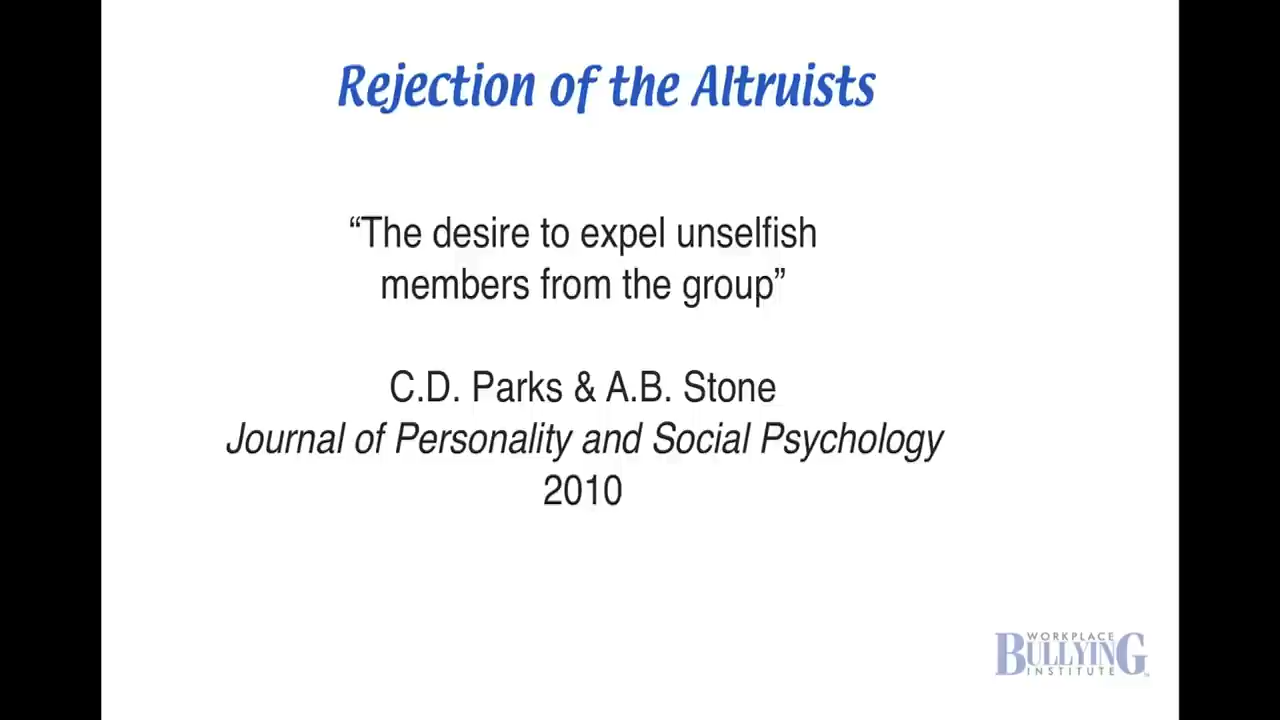 Rejection of the Altruists
“The desire to expel unselfish
members from the group”
C.D. Parks & A.B. Stone
Journal of Personality and Social Psychology
2010
WORKPLACE
BULLYING
INSTITUTE